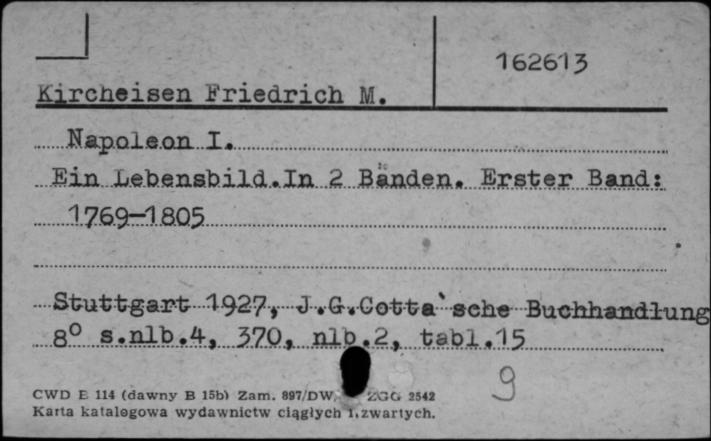 162613
Kircheisen Friedrich M.
Napoleon I.
Ein Lebensbild.In 2 Bänden. Erster Band:
1769-1805
Stuttgart 1927, J.G.Cotta`sche Buchhandlung
8° s.nlb.4, 370, nlb.2, tabl.15
9
CWD E 114 (dawny B 15b) Zam. 897/DW. ZGG 2542
Karta katalogowa wydawnictw ciągłych i zwartych.